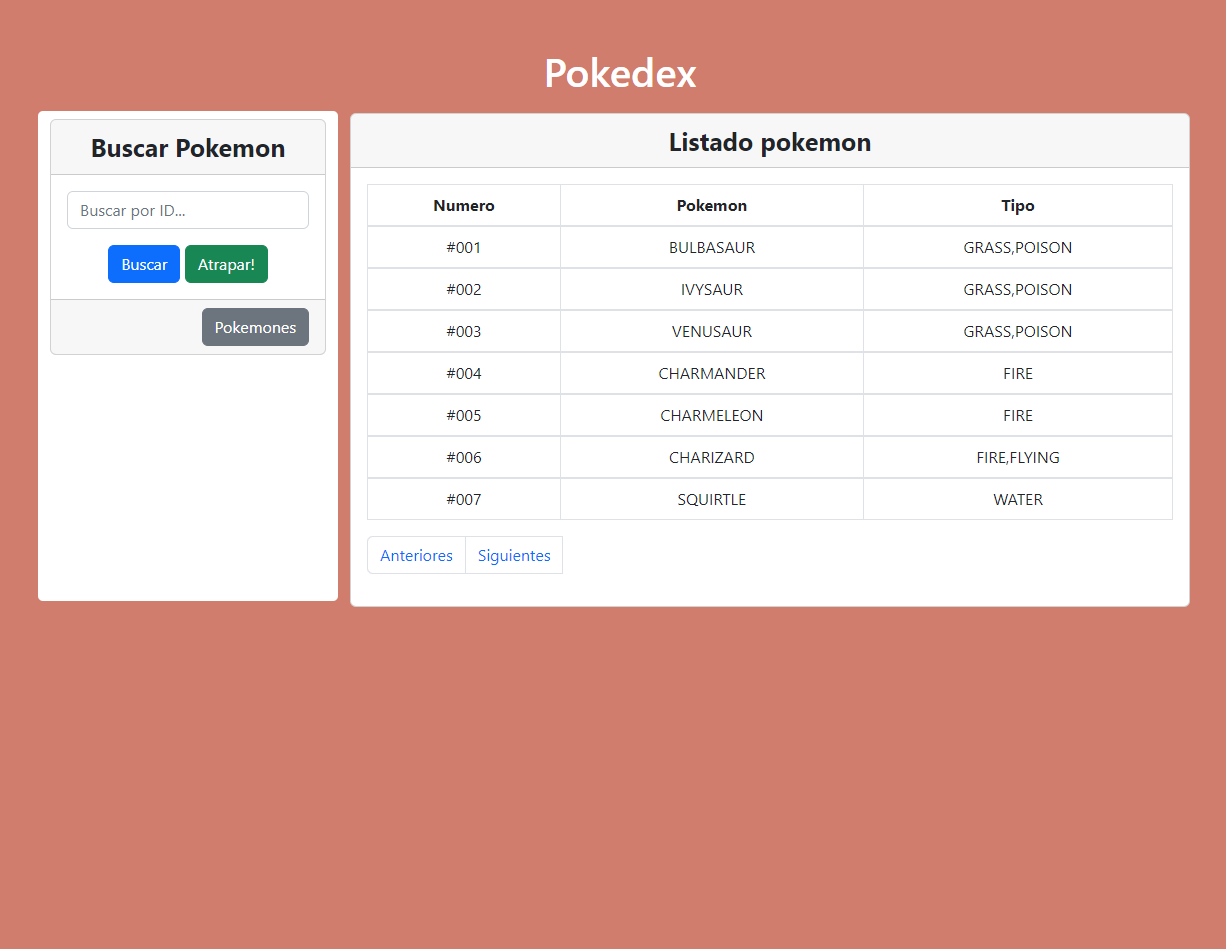 Pokedex
Buscar Pokemon
Buscar por ID...
Buscar Atrapar!
Pokemones
Listado pokemon
Numero Pokemon Tipo
#001 BULBASAUR GRASS,POISON
#002 IVYSAUR GRASS,POISON
#003 VENUSAUR GRASS,POISON
#004 CHARMANDER FIRE
#005 CHARMELEON FIRE
#006 CHARIZARD FIRE,FLYING
#007 SQUIRTLE WATER
Anteriores Siguientes